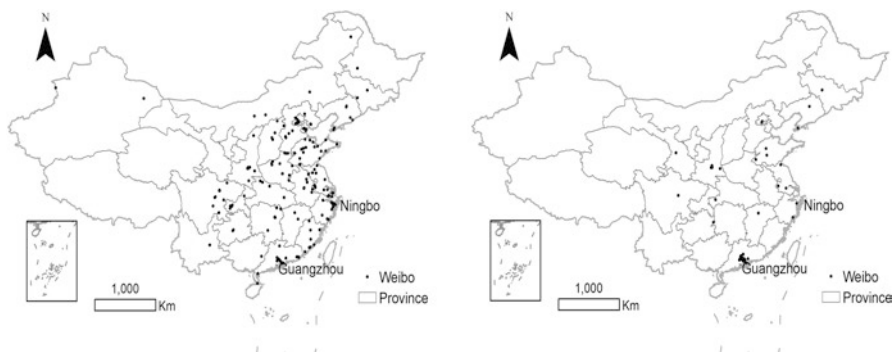 N
Ningbo
Guangzhou
1,000
Km
Weibo
Province
N
Ningbo
Guangzhou
1,000
Km
Weibo
Province